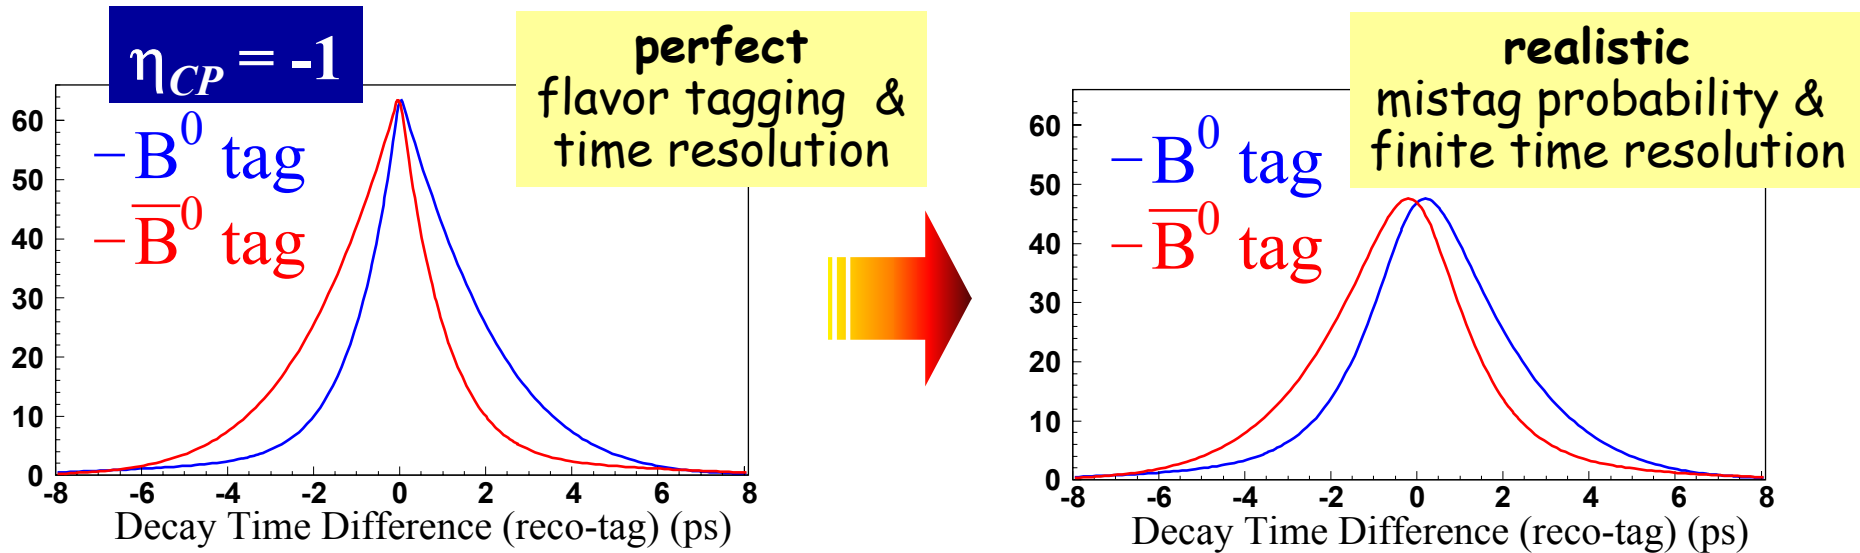 η_CP = -1
perfect
flavor tagging &
time resolution
– B⁰ tag
– B̅⁰ tag
60
50
40
30
20
10
0
-8 -6 -4 -2 0 2 4 6 8
Decay Time Difference (reco-tag) (ps)
realistic
mistag probability &
finite time resolution
– B⁰ tag
– B̅⁰ tag
60
50
40
30
20
10
0
-8 -6 -4 -2 0 2 4 6 8
Decay Time Difference (reco-tag) (ps)